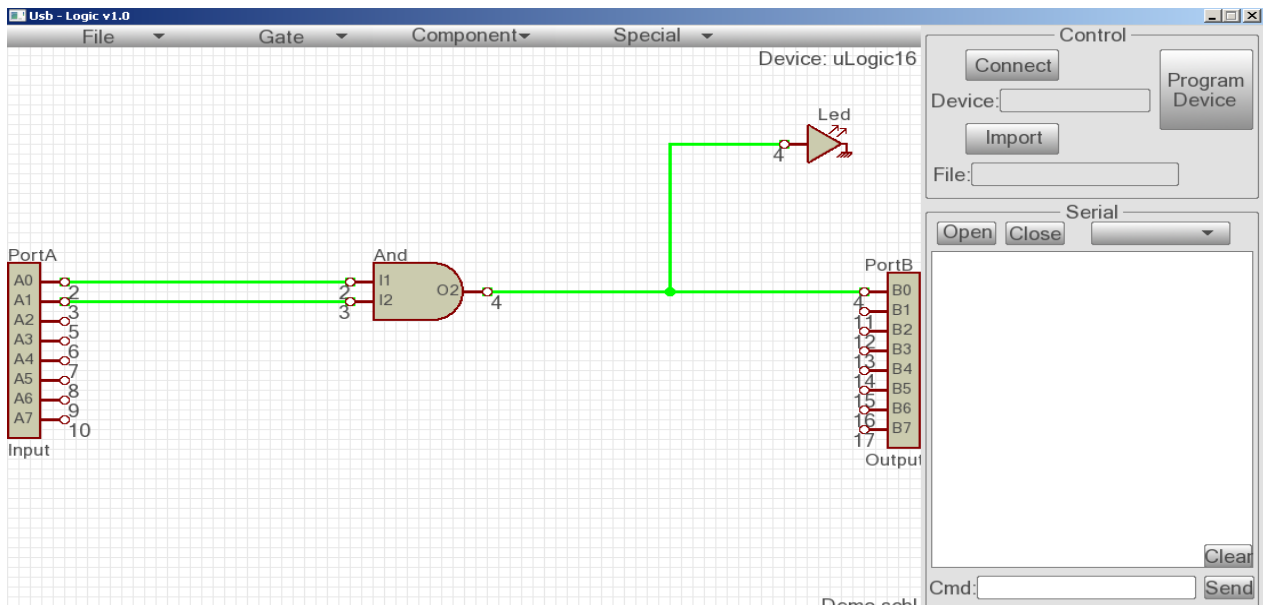 Usb - Logic v1.0
File Gate Component Special
Device: uLogic16
Control
Connect
Program
Device
Device:
Import
File:
Serial
Open Close
Clear
Cmd: Send
Led
4
PortA
A0
A1
A2
A3
A4
A5
A6
A7
2
3
5
6
7
8
9
10
Input
And
2 I1
3 I2
O2 4
PortB
4 B0
11 B1
12 B2
13 B3
14 B4
15 B5
16 B6
17 B7
Output